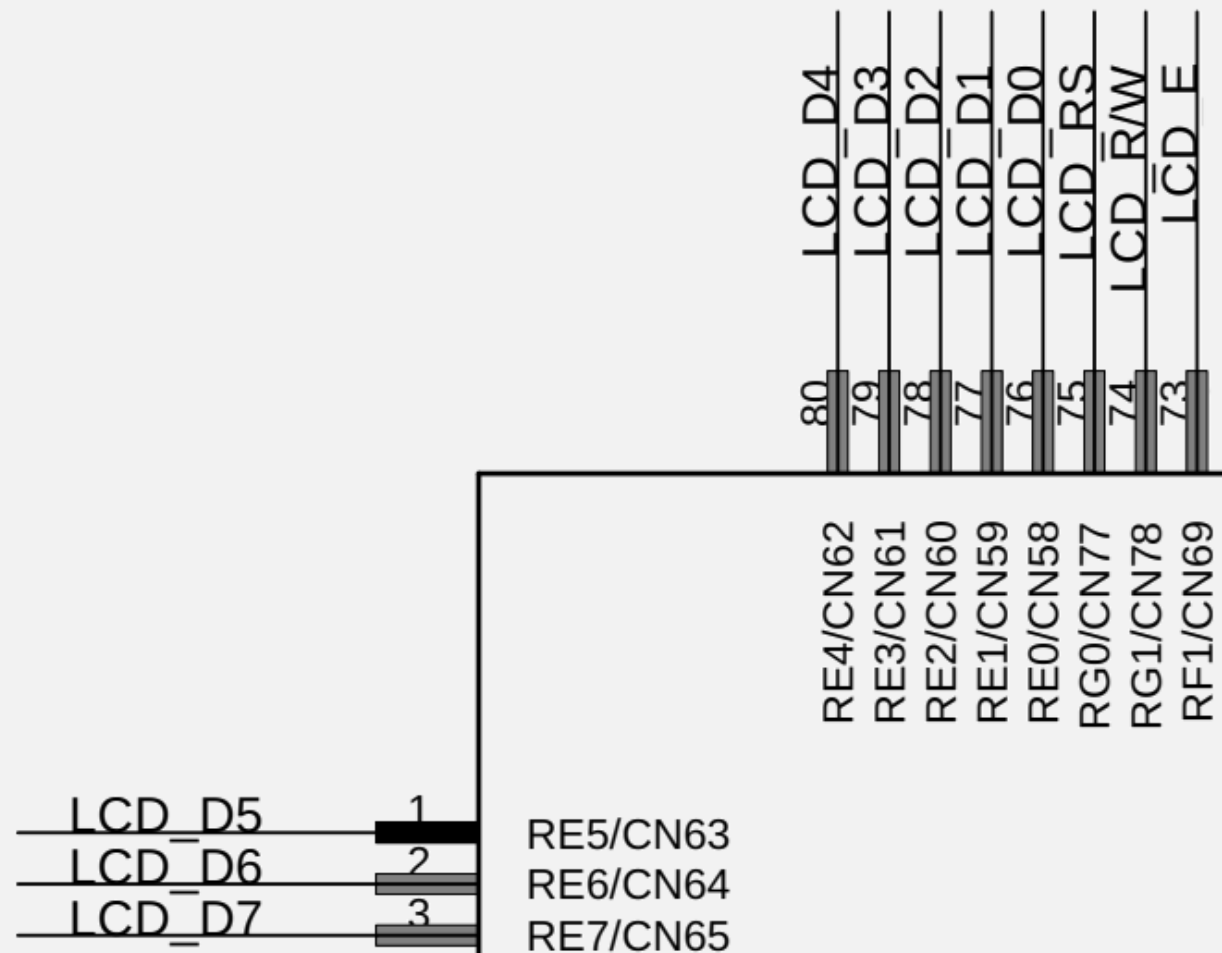 LCD_D4
LCD_D3
LCD_D2
LCD_D1
LCD_D0
LCD_RS
LCD_R/W
LCD_E
80
79
78
77
76
75
74
73
RE4/CN62
RE3/CN61
RE2/CN60
RE1/CN59
RE0/CN58
RG0/CN77
RG1/CN78
RF1/CN69
LCD_D5 1 RE5/CN63
LCD_D6 2 RE6/CN64
LCD_D7 3 RE7/CN65